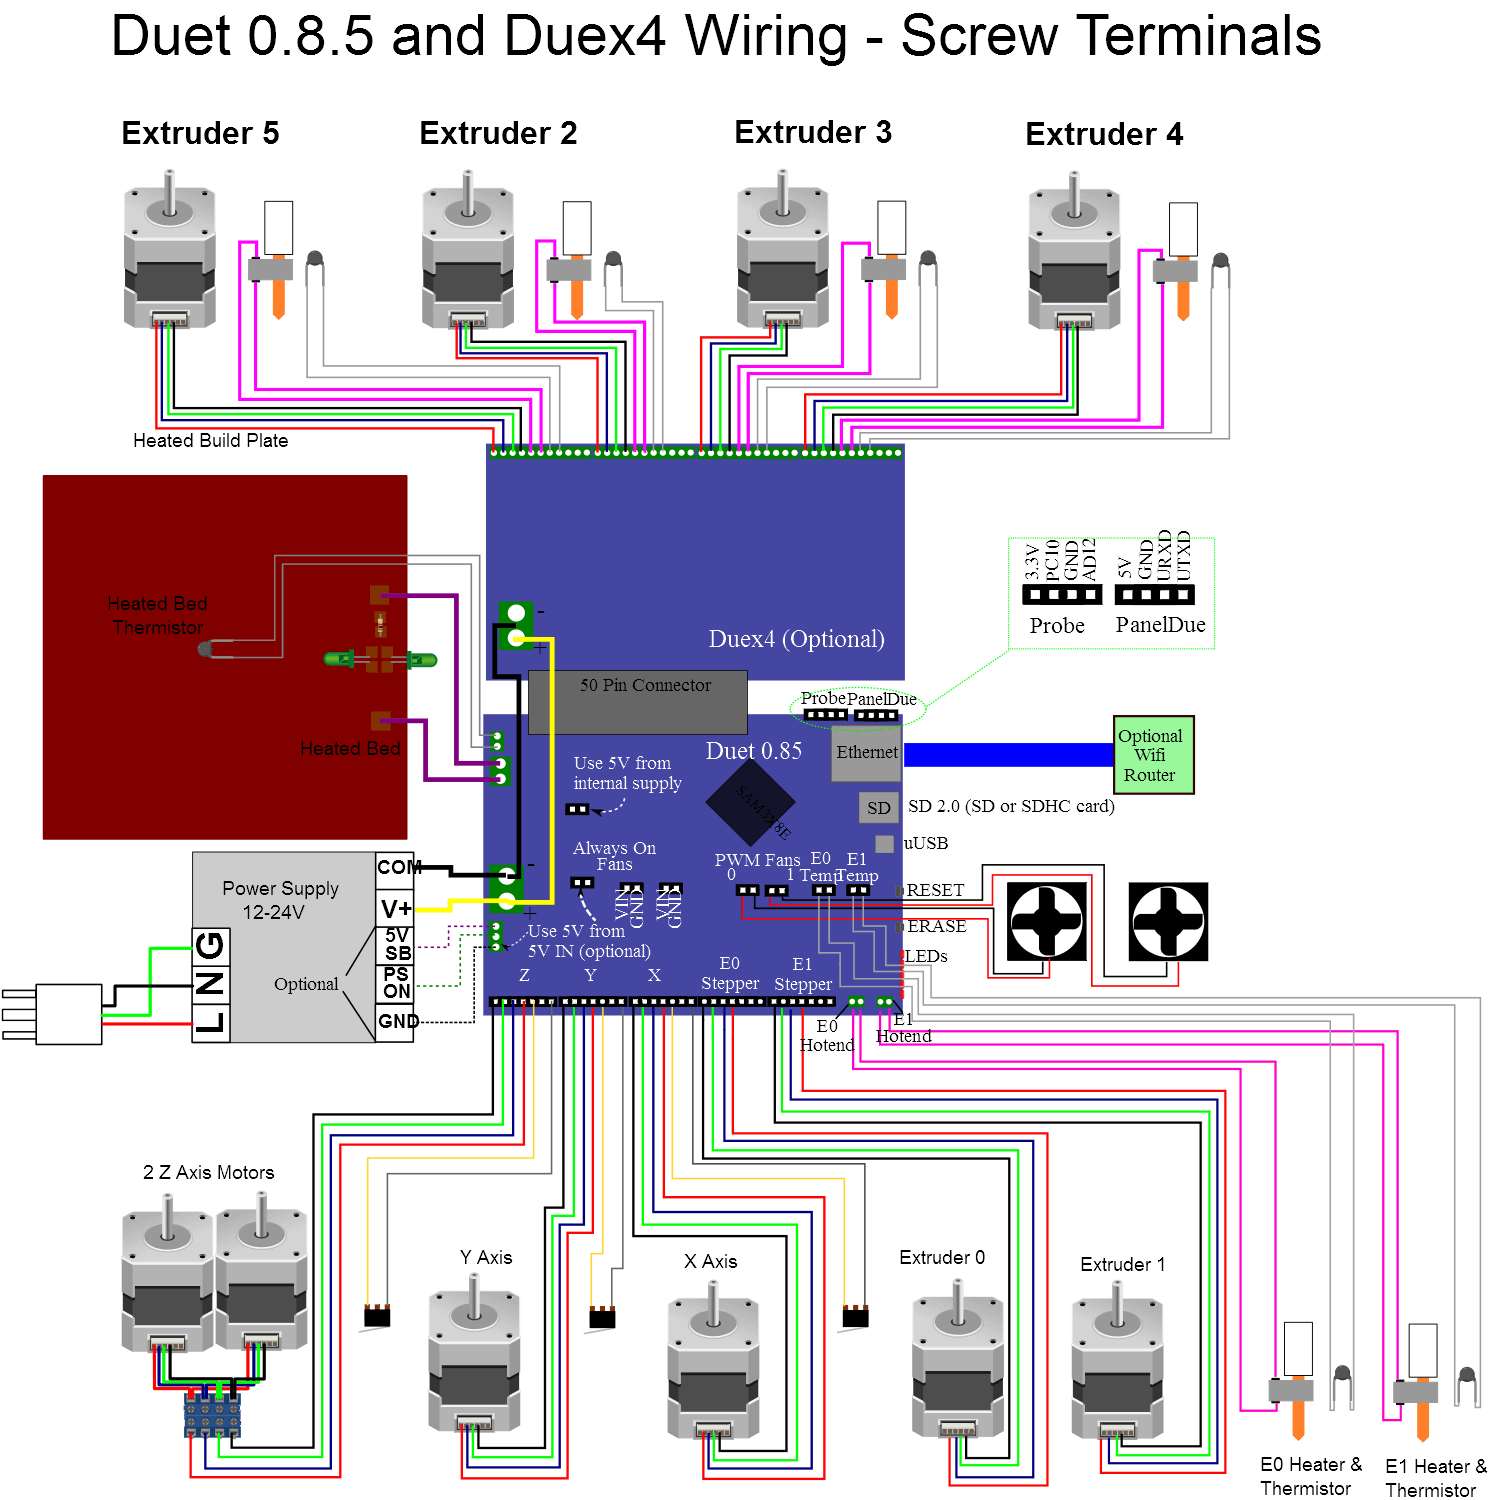 Duet 0.8.5 and Duex4 Wiring - Screw Terminals
Extruder 5
Extruder 2
Extruder 3
Extruder 4
Heated Build Plate
Heated Bed
Thermistor
Heated Bed
-
+
Duex4 (Optional)
50 Pin Connector
3.3V
PC10
GND
AD12
5V
GND
URXD
UTXD
Probe
PanelDue
Probe
PanelDue
Duet 0.85
Ethernet
Optional
Wifi
Router
Use 5V from
internal supply
SAM3X8E
SD
SD 2.0 (SD or SDHC card)
uUSB
Always On
Fans
PWM Fans
0
1
E0
Temp
E1
Temp
VIN
GND
VIN
GND
RESET
ERASE
LEDs
-
+
Use 5V from
5V IN (optional)
Power Supply
12-24V
COM
V+
5V
SB
PS
ON
GND
Optional
G
N
L
Z
Y
X
E0
Stepper
E1
Stepper
E0
Hotend
E1
Hotend
2 Z Axis Motors
Y Axis
X Axis
Extruder 0
Extruder 1
E0 Heater &
Thermistor
E1 Heater &
Thermistor